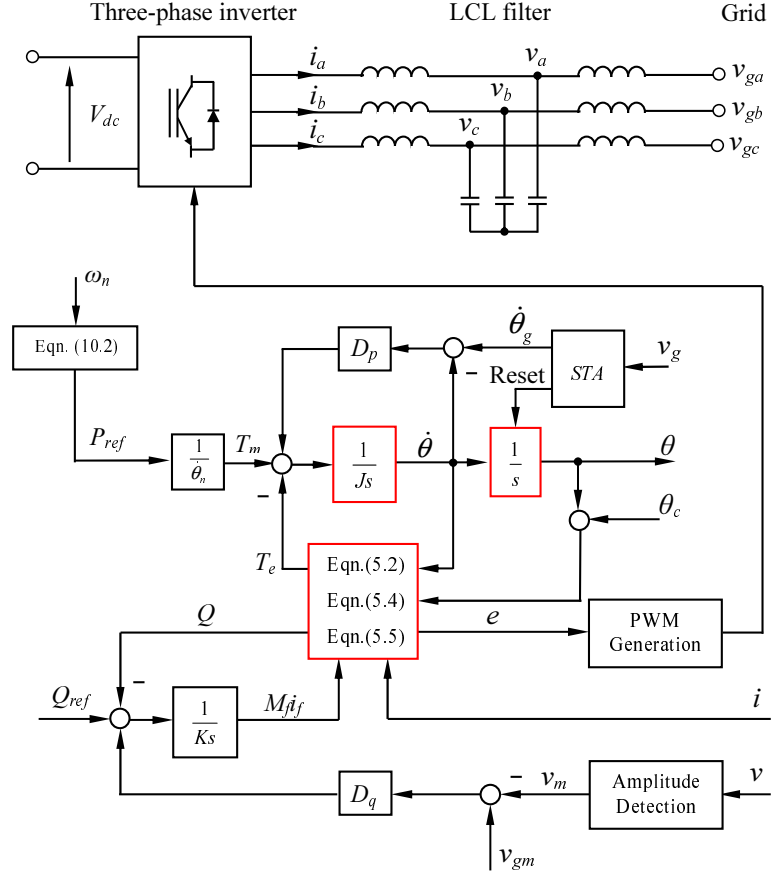 Three-phase inverter
LCL filter
Grid
V_dc
i_a
i_b
i_c
v_a
v_b
v_c
v_ga
v_gb
v_gc
ω_n
Eqn. (10.2)
P_ref
1
θ̇_n
T_m
D_p
θ̇_g
Reset
STA
v_g
−
1
Js
θ̇
1
s
θ
−
θ_c
T_e
Eqn.(5.2)
Eqn.(5.4)
Eqn.(5.5)
Q
e
PWM
Generation
−
Q_ref
1
Ks
M_f i_f
i
D_q
−
v_m
Amplitude
Detection
v
v_gm